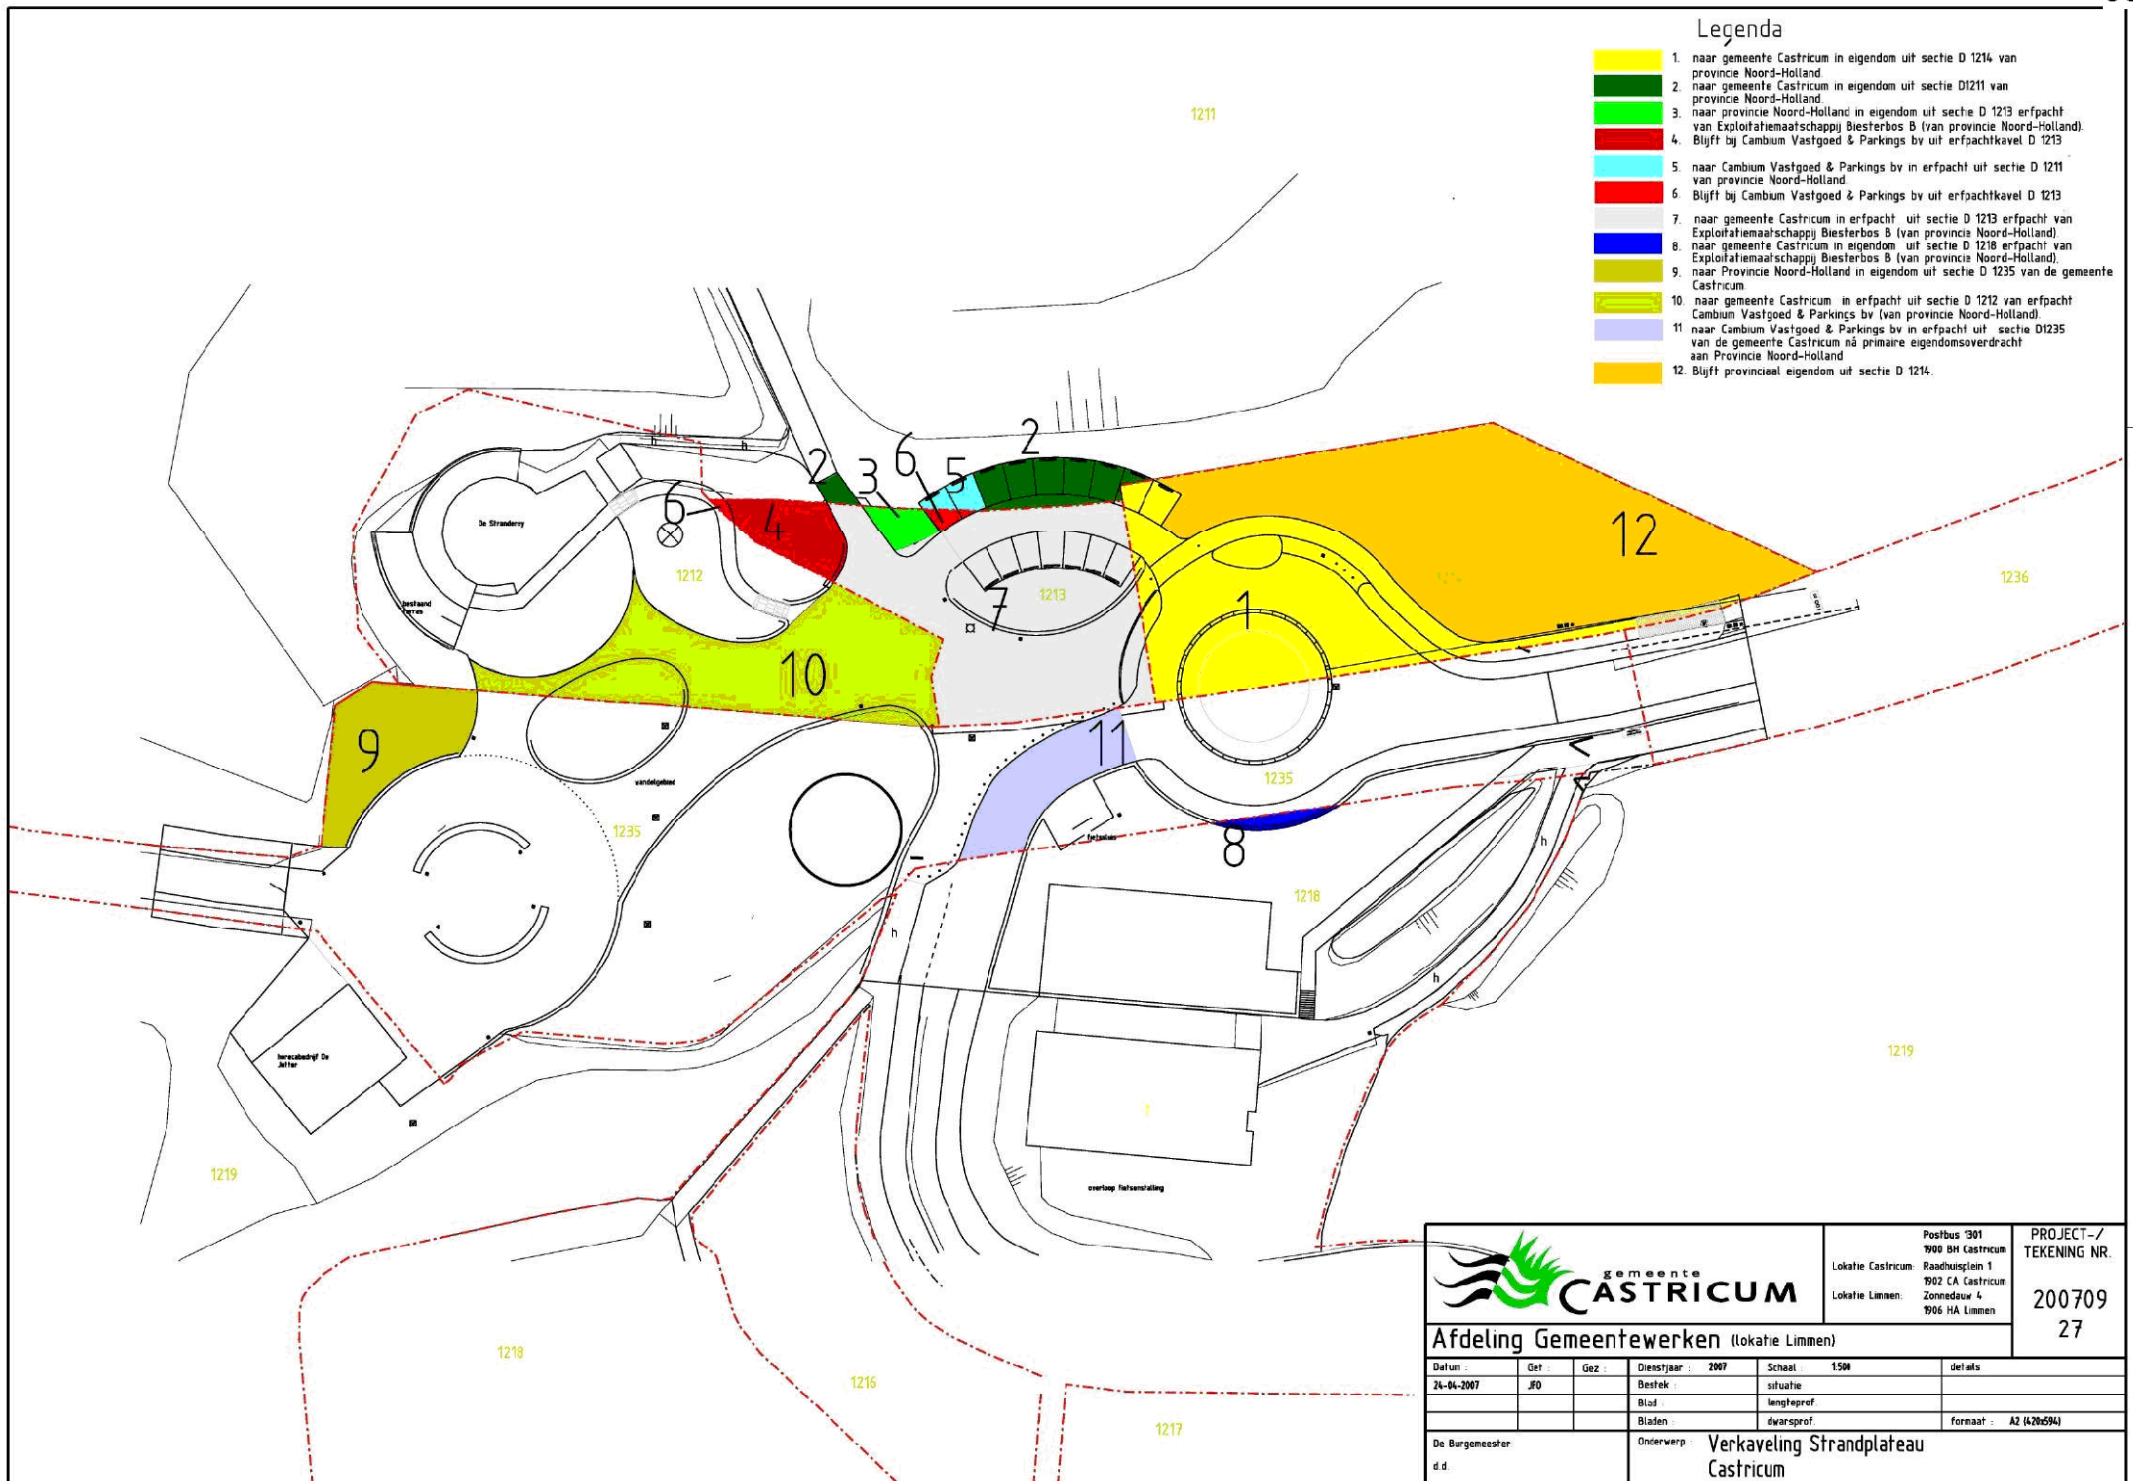 Legenda
1. naar gemeente Castricum in eigendom uit sectie D 1214 van
provincie Noord-Holland.
2. naar gemeente Castricum in eigendom uit sectie D1211 van
provincie Noord-Holland.
3. naar provincie Noord-Holland in eigendom uit sectie D 1213 erfpacht
van Exploitatiemaatschappij Biesterbos B (van provincie Noord-Holland).
4. Blijft bij Cambium Vastgoed & Parkings bv uit erfpachtkavel D 1213
5. naar Cambium Vastgoed & Parkings bv in erfpacht uit sectie D 1211
van provincie Noord-Holland
6. Blijft bij Cambium Vastgoed & Parkings bv uit erfpachtkavel D 1213
7. naar gemeente Castricum in erfpacht uit sectie D 1213 erfpacht van
Exploitatiemaatschappij Biesterbos B (van provincie Noord-Holland).
8. naar gemeente Castricum in eigendom uit sectie D 1218 erfpacht van
Exploitatiemaatschappij Biesterbos B (van provincie Noord-Holland).
9. naar Provincie Noord-Holland in eigendom uit sectie D 1235 van de gemeente
Castricum.
10. naar gemeente Castricum in erfpacht uit sectie D 1212 van erfpacht
Cambium Vastgoed & Parkings bv (van provincie Noord-Holland).
11 naar Cambium Vastgoed & Parkings bv in erfpacht uit sectie D1235
van de gemeente Castricum ná primaire eigendomsoverdracht
aan Provincie Noord-Holland
12. Blijft provinciaal eigendom uit sectie D 1214.
1211
2
h
h
2
3
6
5
6
4
De Strandery
12
1212
1213
7
1
1236
bestaand
terras
10
9
11
vandelgebied
1235
1235
fietssluis
8
h
1218
h
h
1219
horecabedrijf De
Jutter
1
1219
overloop fietsenstalling
1218
1216
1217
gemeente
CASTRICUM
Postbus 1301
1900 BH Castricum
Lokatie Castricum: Raadhuisplein 1
1902 CA Castricum
Lokatie Limmen: Zonnedauw 4
1906 HA Limmen
PROJECT-/
TEKENING NR.
200709
27
Afdeling Gemeentewerken (lokatie Limmen)
Datum : Get : Gez : Dienstjaar : 2007 Schaal : 1:500 details
24-04-2007 JFO Bestek : situatie
Blad : lengteprof.
Bladen : dwarsprof. formaat : A2 (420x594)
De Burgemeester
d.d.
Onderwerp : Verkaveling Strandplateau
Castricum